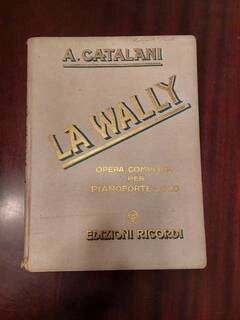 A. CATALANI
LA WALLY
OPERA COMPLETA
PER
PIANOFORTE SOLO
EDIZIONI RICORDI